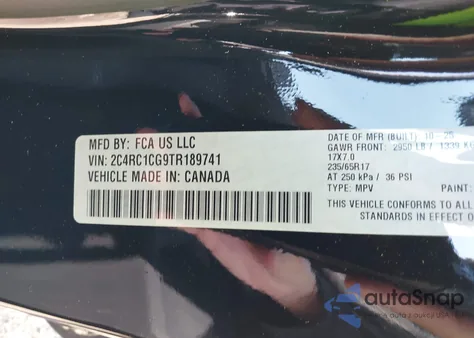 MFD BY: FCA US LLC
VIN: 2C4RC1CG9TR189741
VEHICLE MADE IN: CANADA
DATE OF MFR (BUILT) 10-25
GAWR FRONT: 2950 LB / 1339 KG
17X7.0
235/65R17
AT 250 kPa / 36 PSI
TYPE: MPV PAINT:
THIS VEHICLE CONFORMS TO
STANDARDS IN EFFECT O
autoSnap